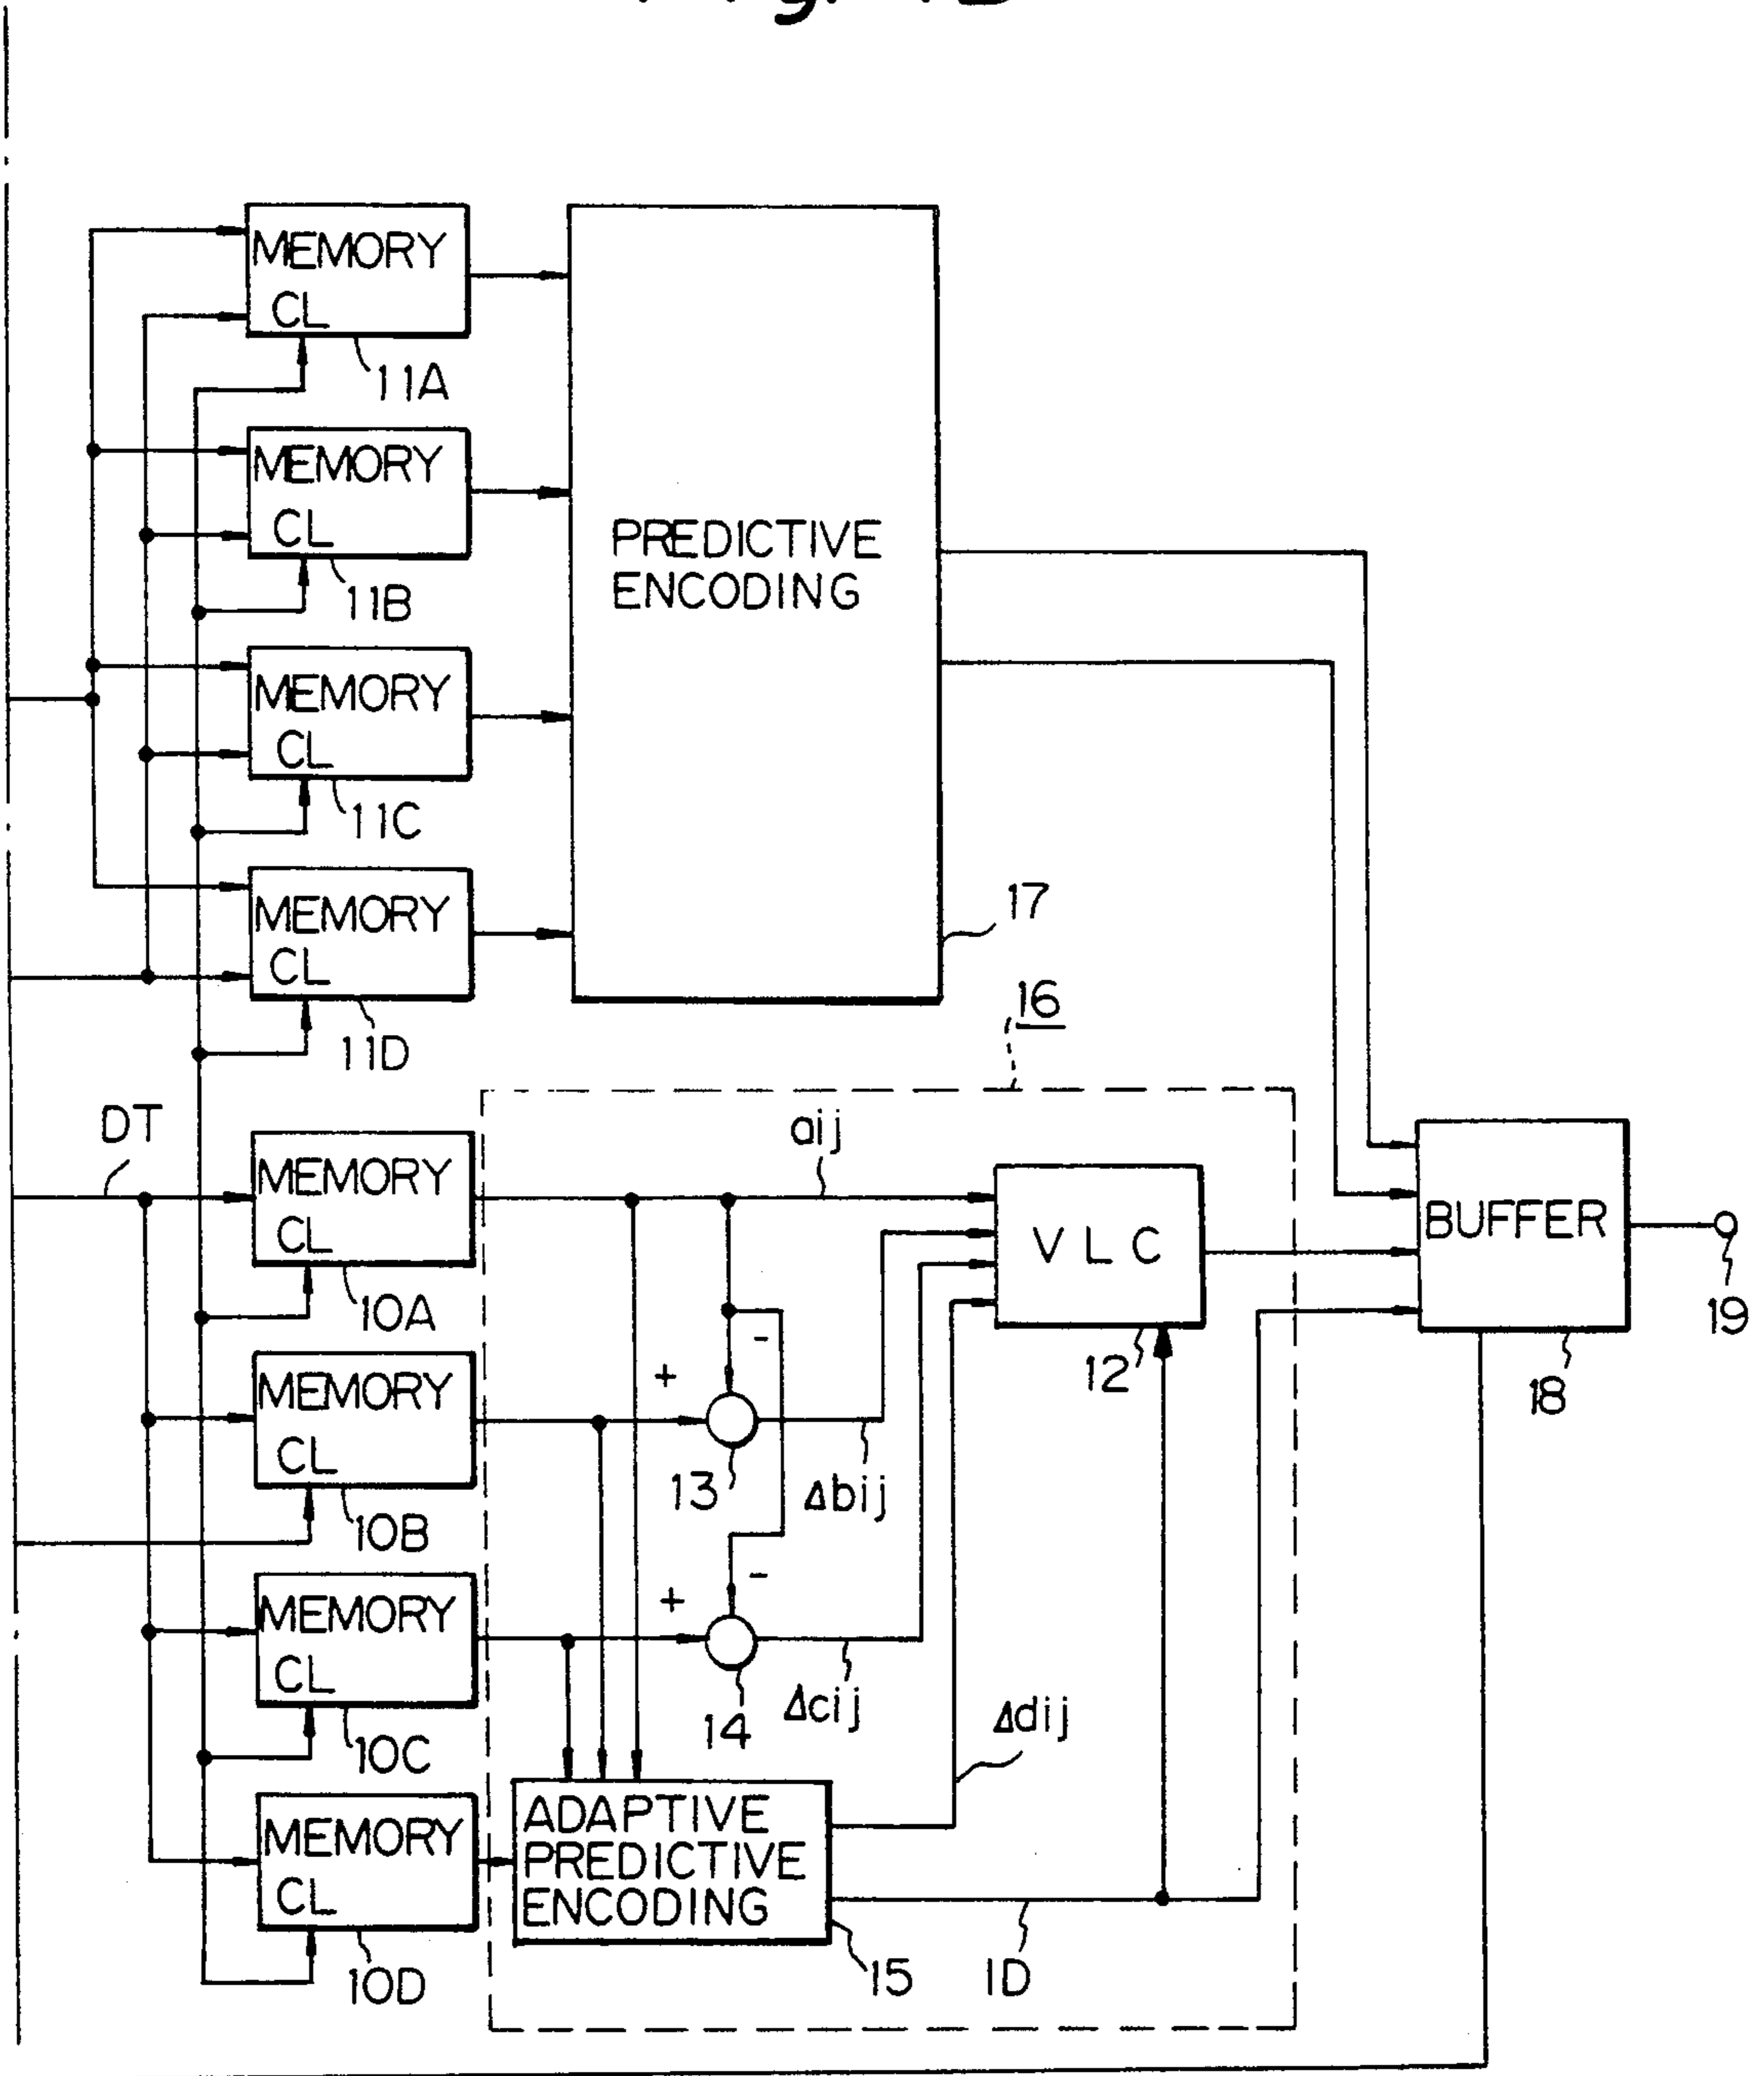 MEMORY
CL
11A
MEMORY
CL
11B
PREDICTIVE
ENCODING
MEMORY
CL
11C
MEMORY
CL
11D
17
16
DT
MEMORY
CL
10A
aij
VLC
12
BUFFER
18
19
-
+
MEMORY
CL
10B
13
Δbij
-
+
MEMORY
CL
10C
14
Δcij
Δdij
MEMORY
CL
10D
ADAPTIVE
PREDICTIVE
ENCODING
15
ID